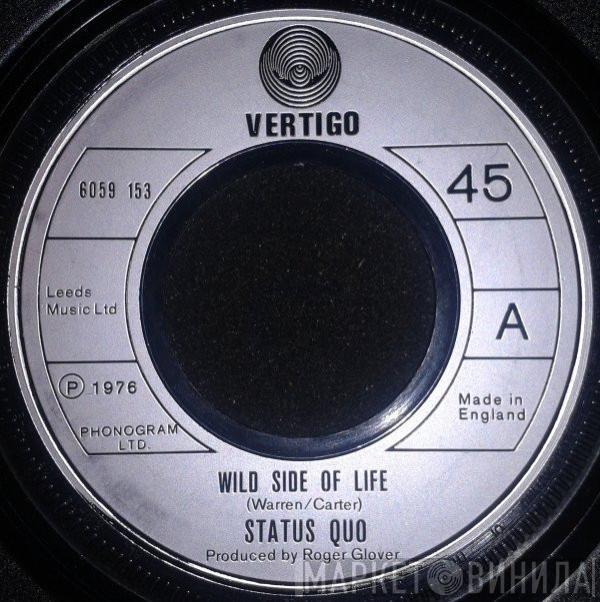 VERTIGO
6059 153
45
Leeds
Music Ltd
A
Ⓟ 1976
PHONOGRAM
LTD.
Made in
England
WILD SIDE OF LIFE
(Warren/Carter)
STATUS QUO
Produced by Roger Glover
МАРКЕТ ВИНИЛА